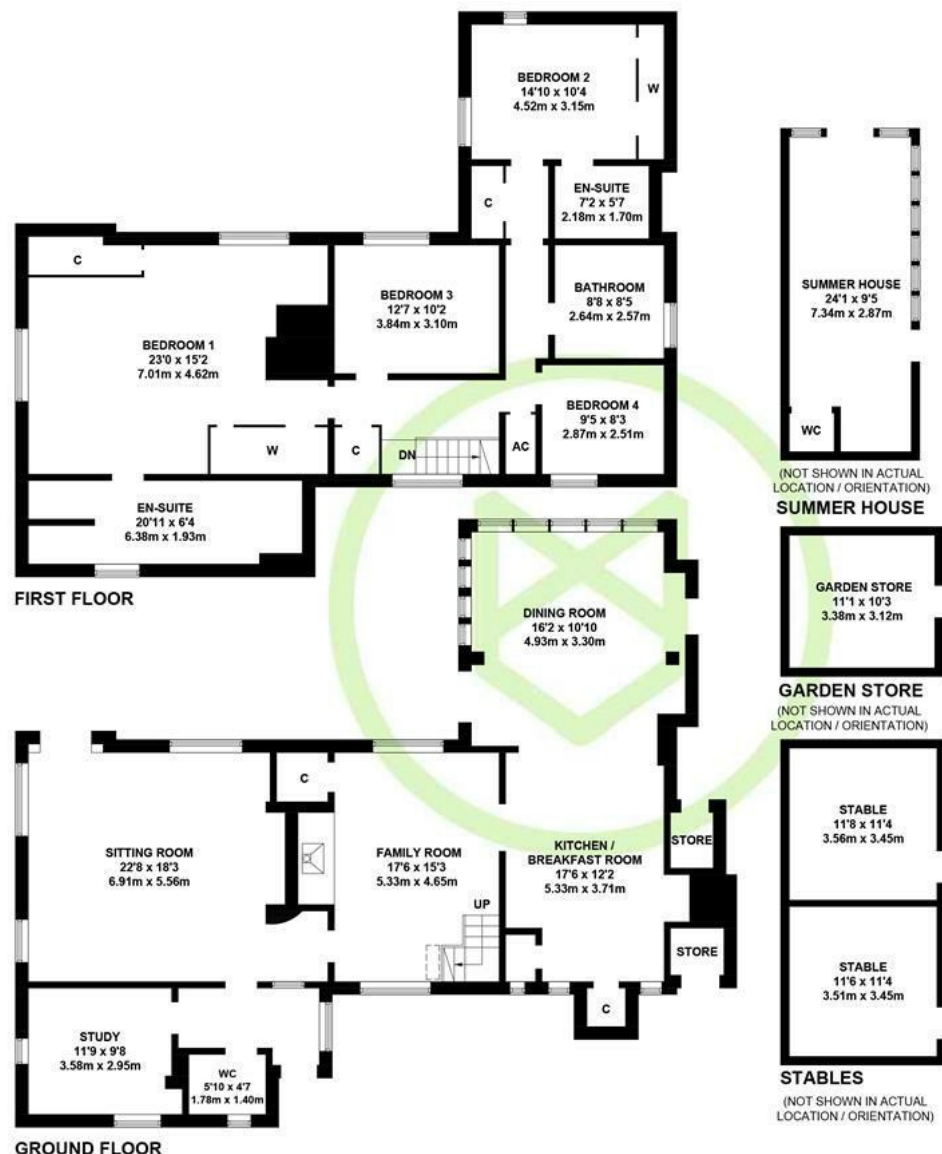 BEDROOM 2
14'10 x 10'4
4.52m x 3.15m
W
C
EN-SUITE
7'2 x 5'7
2.18m x 1.70m
C
BEDROOM 3
12'7 x 10'2
3.84m x 3.10m
BATHROOM
8'8 x 8'5
2.64m x 2.57m
BEDROOM 1
23'0 x 15'2
7.01m x 4.62m
BEDROOM 4
9'5 x 8'3
2.87m x 2.51m
W
C
DN
AC
EN-SUITE
20'11 x 6'4
6.38m x 1.93m
FIRST FLOOR
SUMMER HOUSE
24'1 x 9'5
7.34m x 2.87m
WC
(NOT SHOWN IN ACTUAL
LOCATION / ORIENTATION)
SUMMER HOUSE
GARDEN STORE
11'1 x 10'3
3.38m x 3.12m
GARDEN STORE
(NOT SHOWN IN ACTUAL
LOCATION / ORIENTATION)
DINING ROOM
16'2 x 10'10
4.93m x 3.30m
C
SITTING ROOM
22'8 x 18'3
6.91m x 5.56m
FAMILY ROOM
17'6 x 15'3
5.33m x 4.65m
UP
KITCHEN /
BREAKFAST ROOM
17'6 x 12'2
5.33m x 3.71m
STORE
STORE
C
STUDY
11'9 x 9'8
3.58m x 2.95m
WC
5'10 x 4'7
1.78m x 1.40m
GROUND FLOOR
STABLE
11'8 x 11'4
3.56m x 3.45m
STABLE
11'6 x 11'4
3.51m x 3.45m
STABLES
(NOT SHOWN IN ACTUAL
LOCATION / ORIENTATION)